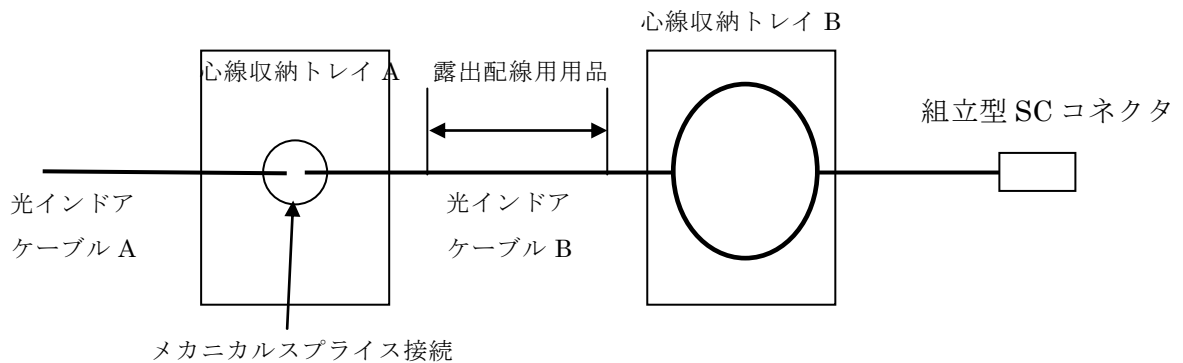 心線収納トレイ B
心線収納トレイ A
露出配線用用品
組立型 SC コネクタ
光インドア
ケーブル A
光インドア
ケーブル B
メカニカルスプライス接続